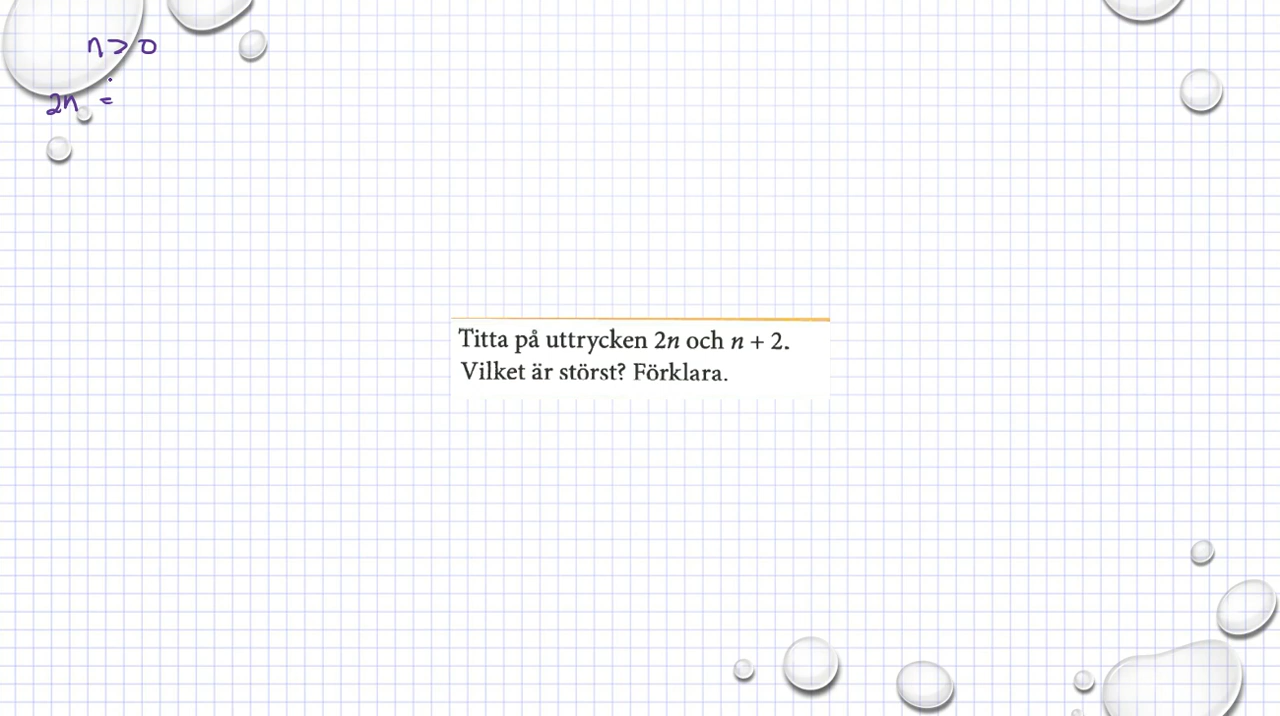 n > 0
2n =
Titta på uttrycken 2n och n + 2.
Vilket är störst? Förklara.